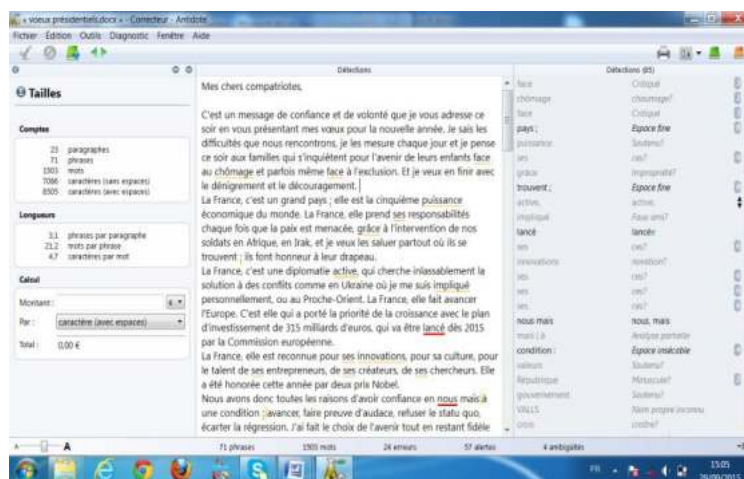 « voeux présidentiels.docx » - Correcteur - Antidote
Fichier Édition Outils Diagnostic Fenêtre Aide
Détections
Détections (85)
Tailles
Comptes
23 paragraphes
71 phrases
1503 mots
7086 caractères (sans espaces)
8505 caractères (avec espaces)
Longueurs
3,1 phrases par paragraphe
21,2 mots par phrase
4,7 caractères par mot
Calcul
Montant :
Par : caractère (avec espaces)
Total : 0,00 €
Mes chers compatriotes,
C'est un message de confiance et de volonté que je vous adresse ce
soir en vous présentant mes vœux pour la nouvelle année. Je sais les
difficultés que nous rencontrons, je les mesure chaque jour et je pense
ce soir aux familles qui s'inquiètent pour l'avenir de leurs enfants face
au chômage et parfois même face à l'exclusion. Et je veux en finir avec
le dénigrement et le découragement.
La France, c'est un grand pays ; elle est la cinquième puissance
économique du monde. La France, elle prend ses responsabilités
chaque fois que la paix est menacée, grâce à l'intervention de nos
soldats en Afrique, en Irak, et je veux les saluer partout où ils se
trouvent ; ils font honneur à leur drapeau.
La France, c'est une diplomatie active, qui cherche inlassablement la
solution à des conflits comme en Ukraine où je me suis impliqué
personnellement, ou au Proche-Orient. La France, elle fait avancer
l'Europe. C'est elle qui a porté la priorité de la croissance avec le plan
d'investissement de 315 milliards d'euros, qui va être lancé dès 2015
par la Commission européenne.
La France, elle est reconnue pour ses innovations, pour sa culture, pour
le talent de ses entrepreneurs, de ses créateurs, de ses chercheurs. Elle
a été honorée cette année par deux prix Nobel.
Nous avons donc toutes les raisons d'avoir confiance en nous mais à
une condition : avancer, faire preuve d'audace, refuser le statu quo,
écarter la régression. J'ai fait le choix de l'avenir tout en restant fidèle
face Critiqué
chômage chaumage?
face Critiqué
pays ; Espace fine
puissance Soutenu?
ses ces?
grâce Impropriété?
trouvent ; Espace fine
active, active,
impliqué Faux ami?
lancé lancée
ses ces?
innovations novation?
ses ces?
ses ces?
ses ces?
nous mais nous, mais
mais (à Analyse partielle
condition : Espace insécable
valeurs Soutenu?
République Minuscule?
gouvernement Soutenu?
VALLS Nom propre inconnu
A A
71 phrases 1503 mots 24 erreurs 57 alertes 4 ambiguïtés
FR
15:05
26/09/2015